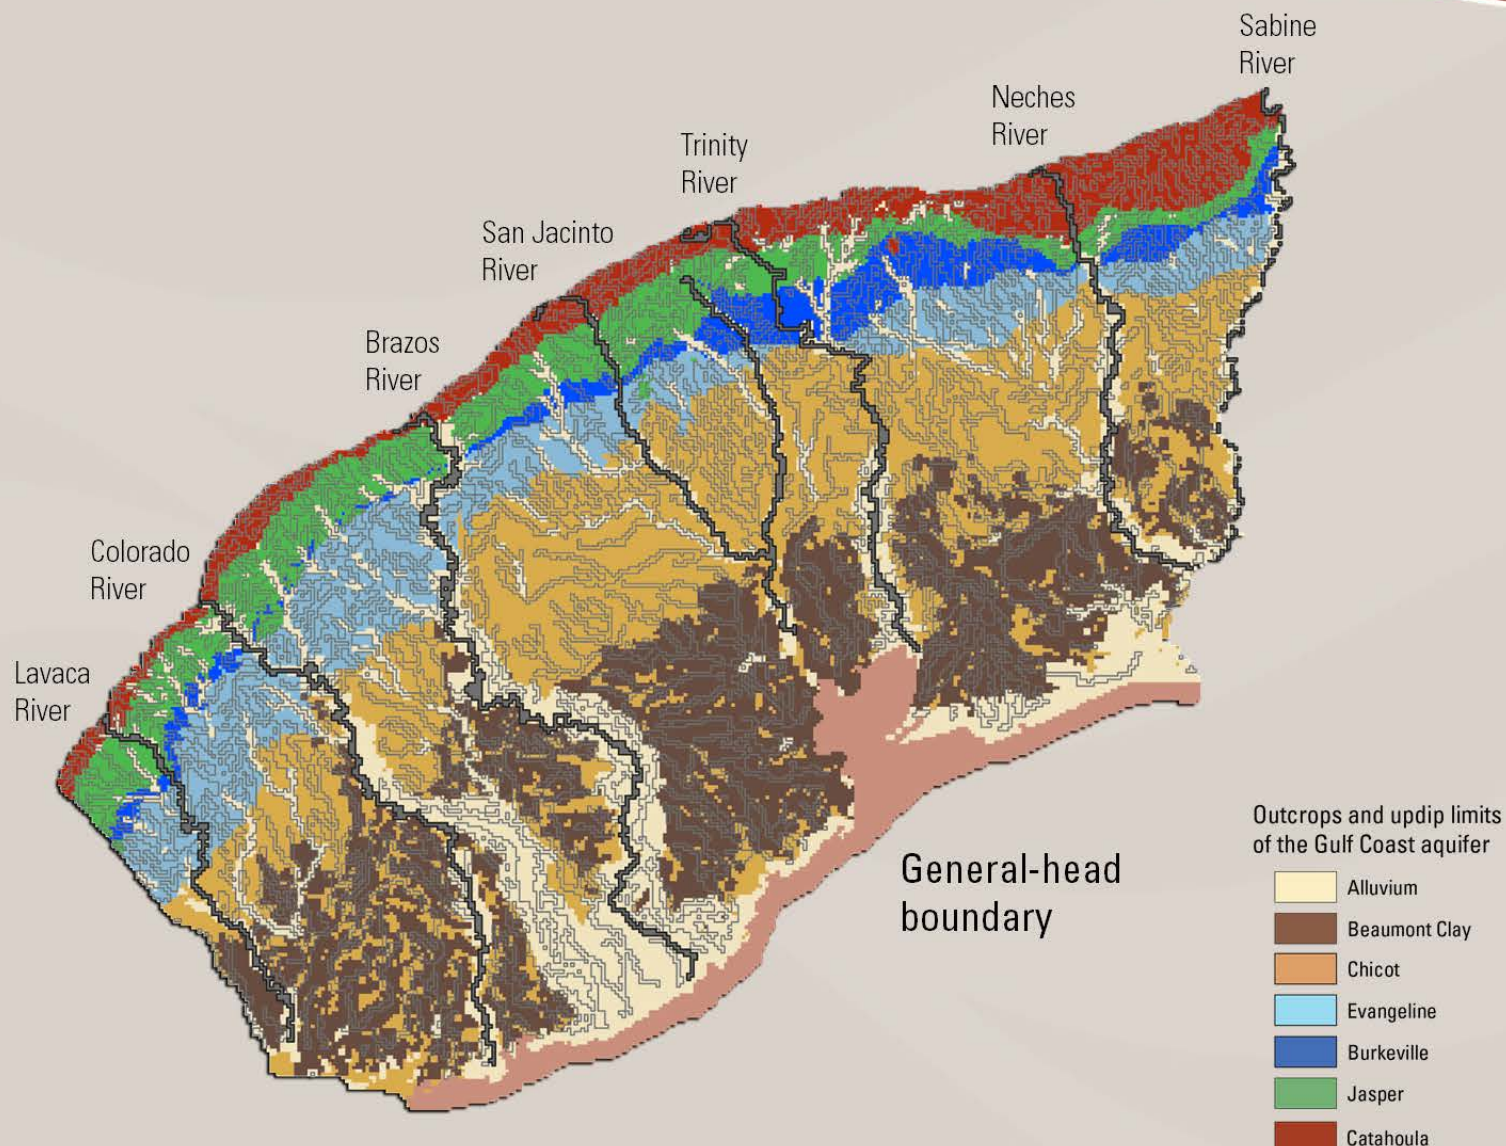 Sabine
River
Neches
River
Trinity
River
San Jacinto
River
Brazos
River
Colorado
River
Lavaca
River
General-head
boundary
Outcrops and updip limits
of the Gulf Coast aquifer
Alluvium
Beaumont Clay
Chicot
Evangeline
Burkeville
Jasper
Catahoula